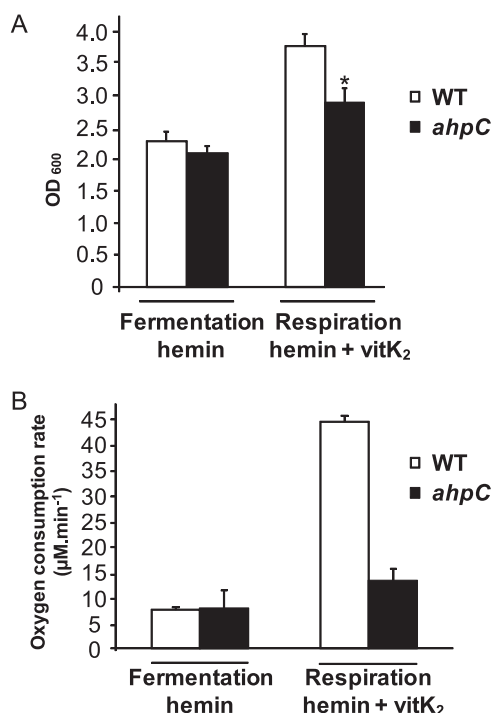 A
OD 600
4.0
3.5
3.0
2.5
2.0
1.5
1.0
0.5
0
*
WT
ahpC
Fermentation
hemin
Respiration
hemin + vitK2
B
Oxygen consumption rate
(µM.min-1)
45
40
35
30
25
20
15
10
5
0
WT
ahpC
Fermentation
hemin
Respiration
hemin + vitK2